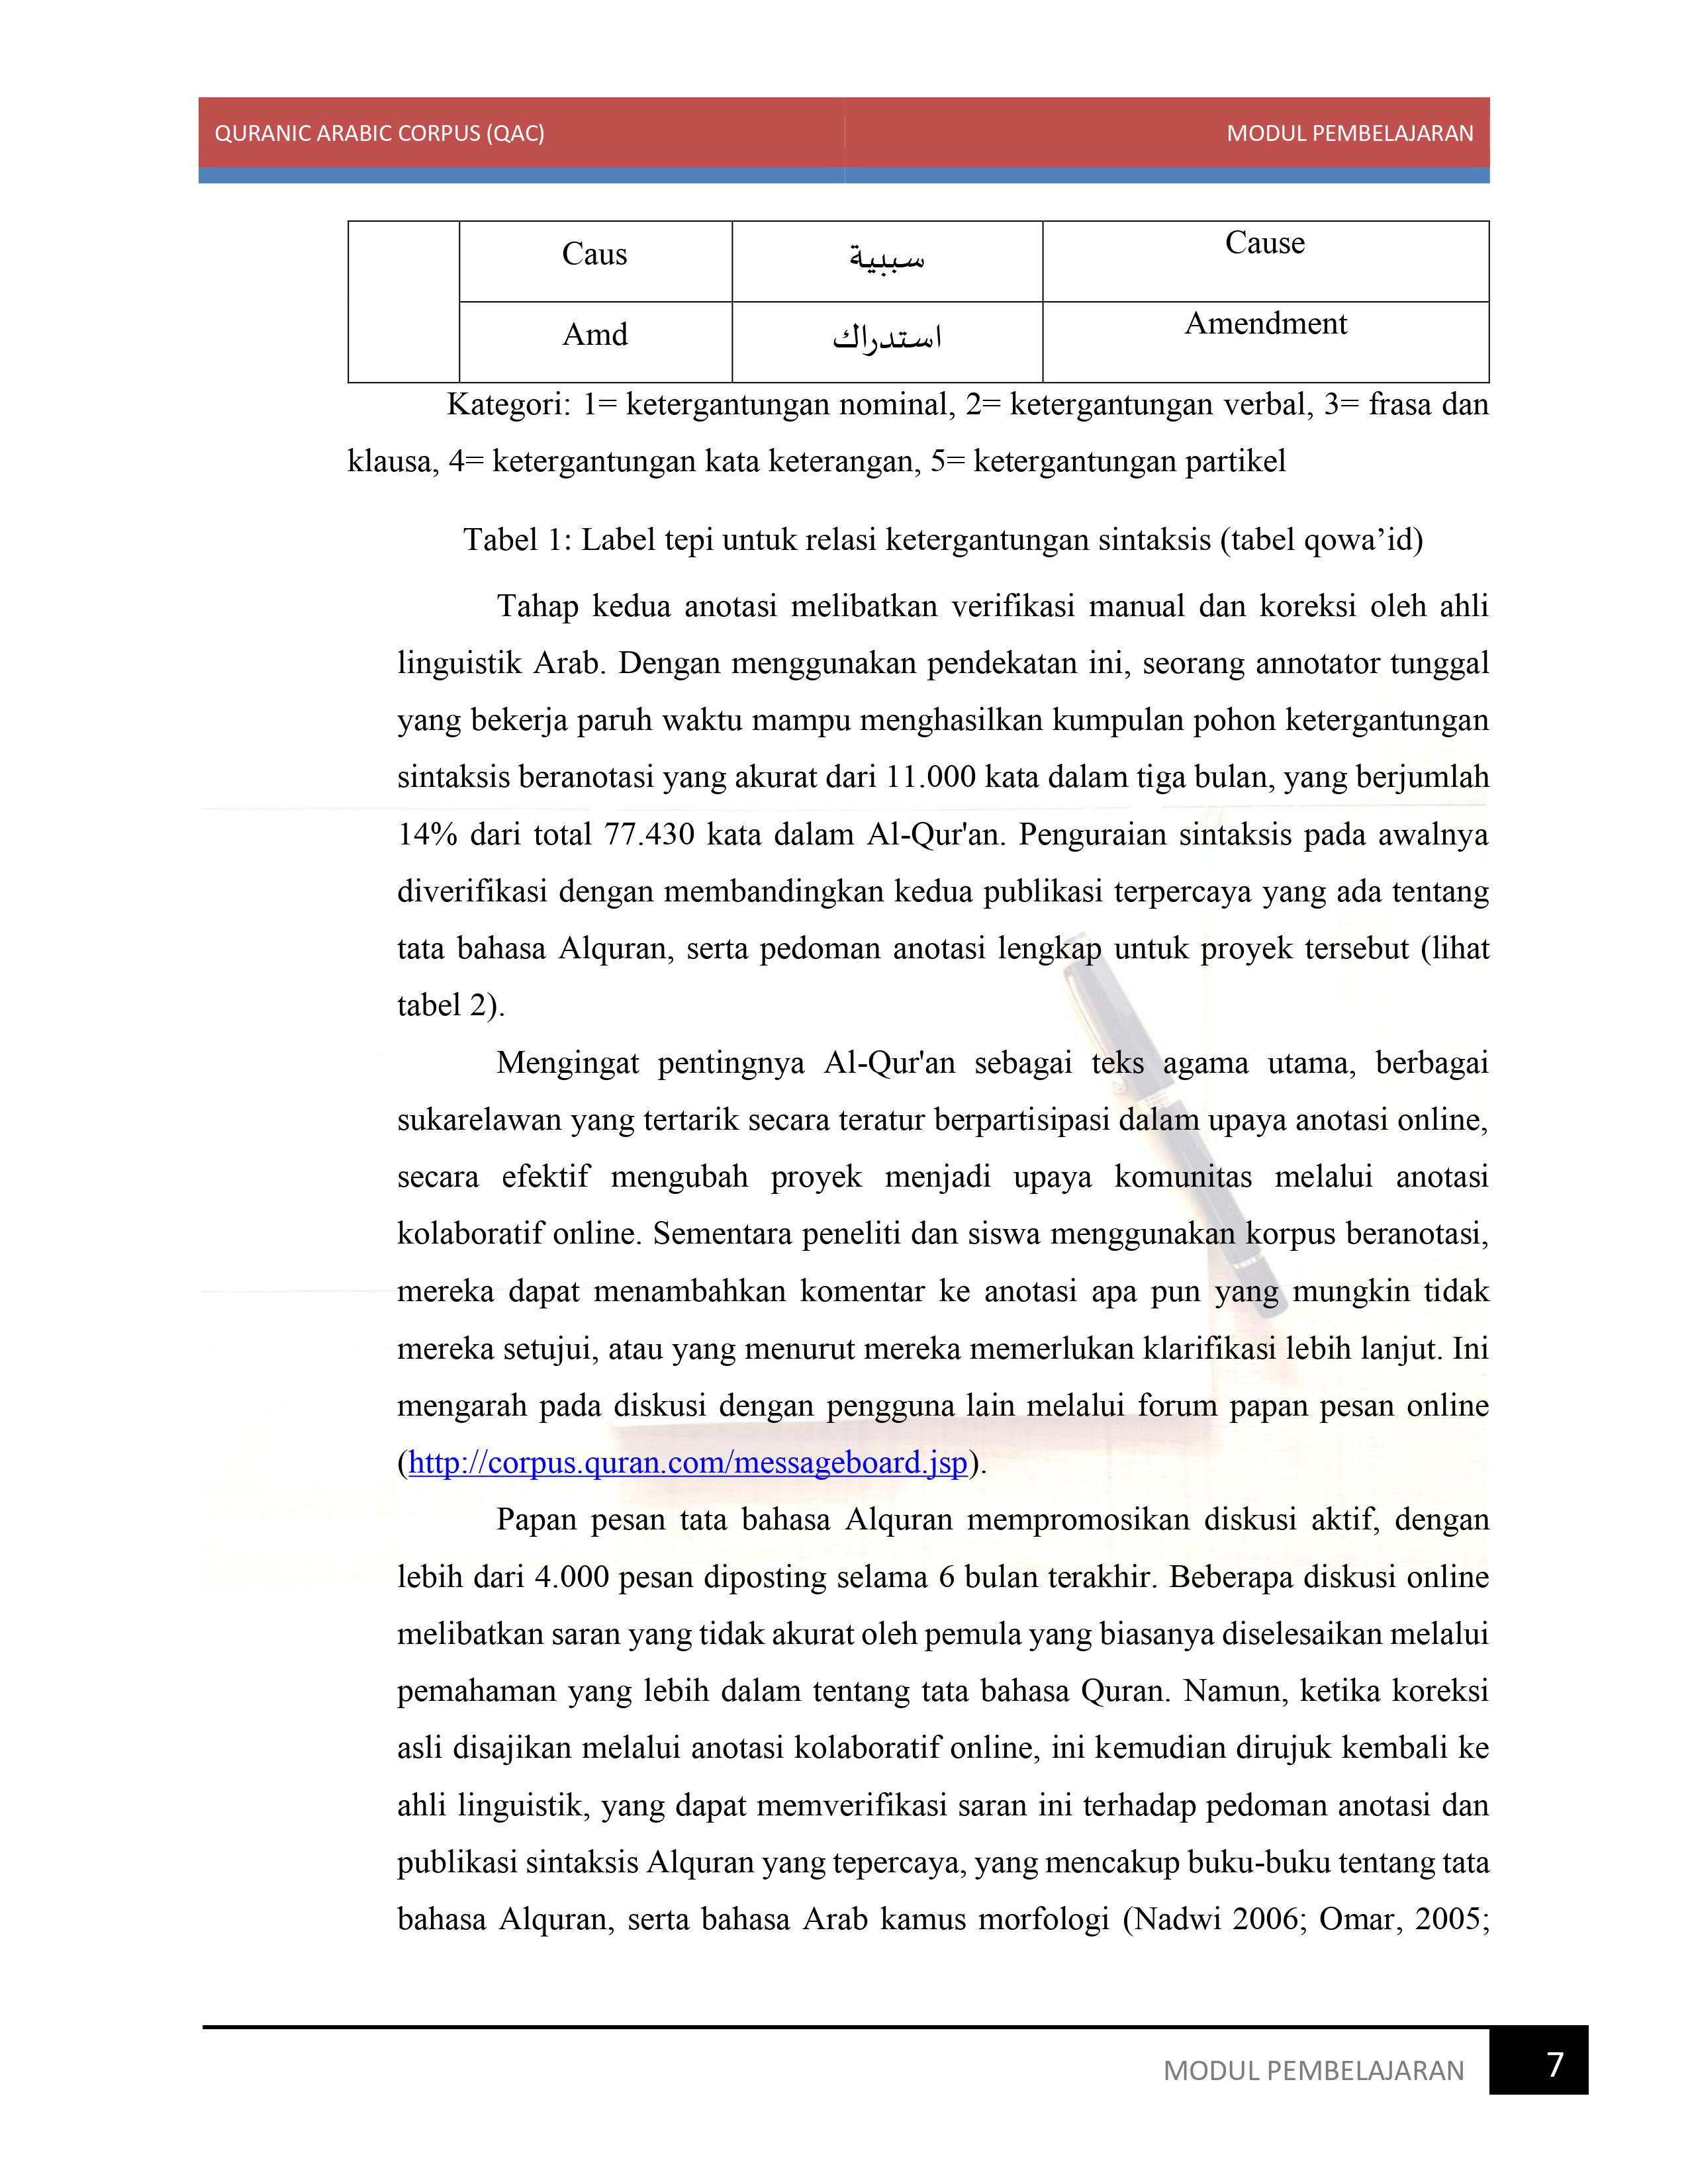 QURANIC ARABIC CORPUS (QAC) MODUL PEMBELAJARAN
Caus سببية Cause
Amd استدراك Amendment
Kategori: 1= ketergantungan nominal, 2= ketergantungan verbal, 3= frasa dan
klausa, 4= ketergantungan kata keterangan, 5= ketergantungan partikel
Tabel 1: Label tepi untuk relasi ketergantungan sintaksis (tabel qowa’id)
Tahap kedua anotasi melibatkan verifikasi manual dan koreksi oleh ahli
linguistik Arab. Dengan menggunakan pendekatan ini, seorang annotator tunggal
yang bekerja paruh waktu mampu menghasilkan kumpulan pohon ketergantungan
sintaksis beranotasi yang akurat dari 11.000 kata dalam tiga bulan, yang berjumlah
14% dari total 77.430 kata dalam Al-Qur'an. Penguraian sintaksis pada awalnya
diverifikasi dengan membandingkan kedua publikasi terpercaya yang ada tentang
tata bahasa Alquran, serta pedoman anotasi lengkap untuk proyek tersebut (lihat
tabel 2).
Mengingat pentingnya Al-Qur'an sebagai teks agama utama, berbagai
sukarelawan yang tertarik secara teratur berpartisipasi dalam upaya anotasi online,
secara efektif mengubah proyek menjadi upaya komunitas melalui anotasi
kolaboratif online. Sementara peneliti dan siswa menggunakan korpus beranotasi,
mereka dapat menambahkan komentar ke anotasi apa pun yang mungkin tidak
mereka setujui, atau yang menurut mereka memerlukan klarifikasi lebih lanjut. Ini
mengarah pada diskusi dengan pengguna lain melalui forum papan pesan online
(http://corpus.quran.com/messageboard.jsp).
Papan pesan tata bahasa Alquran mempromosikan diskusi aktif, dengan
lebih dari 4.000 pesan diposting selama 6 bulan terakhir. Beberapa diskusi online
melibatkan saran yang tidak akurat oleh pemula yang biasanya diselesaikan melalui
pemahaman yang lebih dalam tentang tata bahasa Quran. Namun, ketika koreksi
asli disajikan melalui anotasi kolaboratif online, ini kemudian dirujuk kembali ke
ahli linguistik, yang dapat memverifikasi saran ini terhadap pedoman anotasi dan
publikasi sintaksis Alquran yang tepercaya, yang mencakup buku-buku tentang tata
bahasa Alquran, serta bahasa Arab kamus morfologi (Nadwi 2006; Omar, 2005;
MODUL PEMBELAJARAN 7